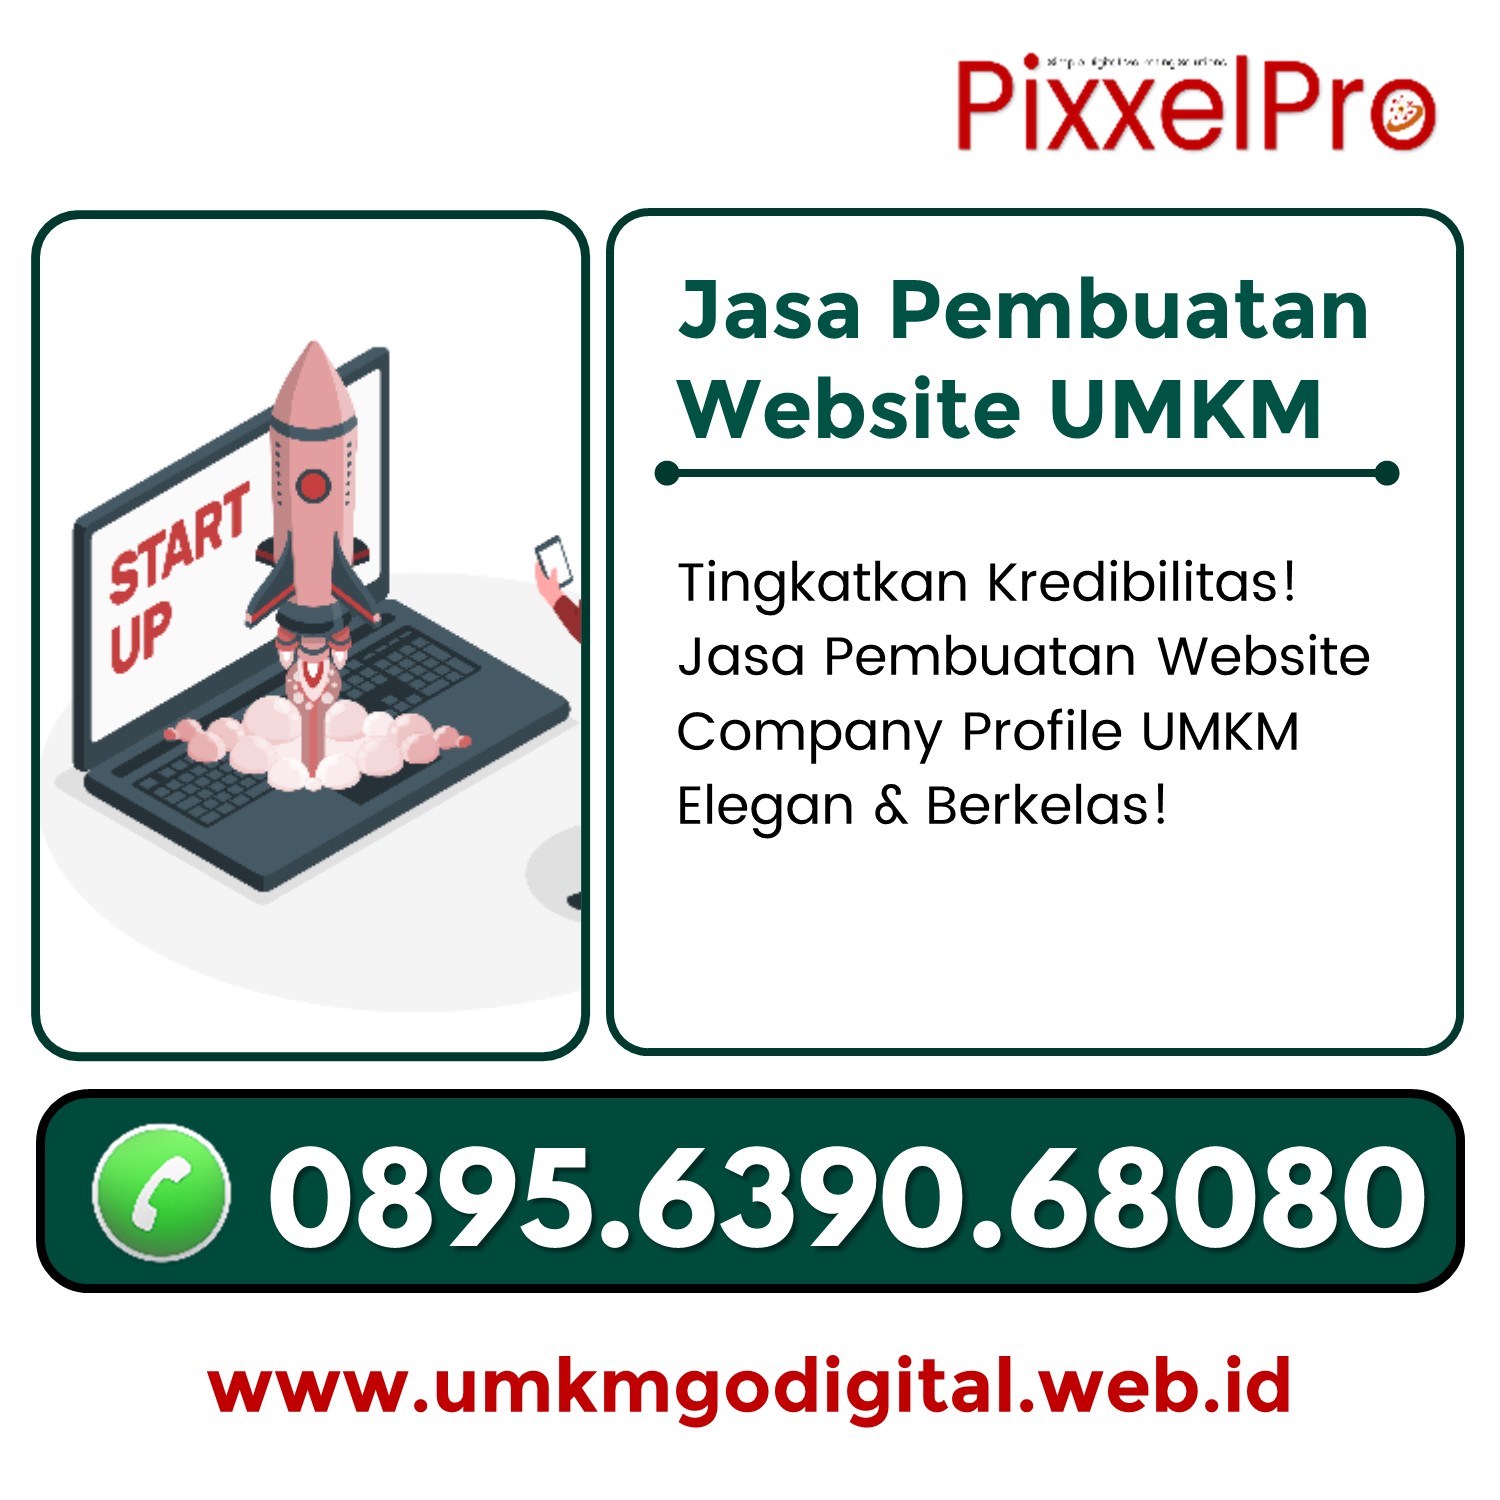 PixxelPro
Jasa Pembuatan
Website UMKM
START
UP
Tingkatkan Kredibilitas!
Jasa Pembuatan Website
Company Profile UMKM
Elegan & Berkelas!
0895.6390.68080
www.umkmgodigital.web.id